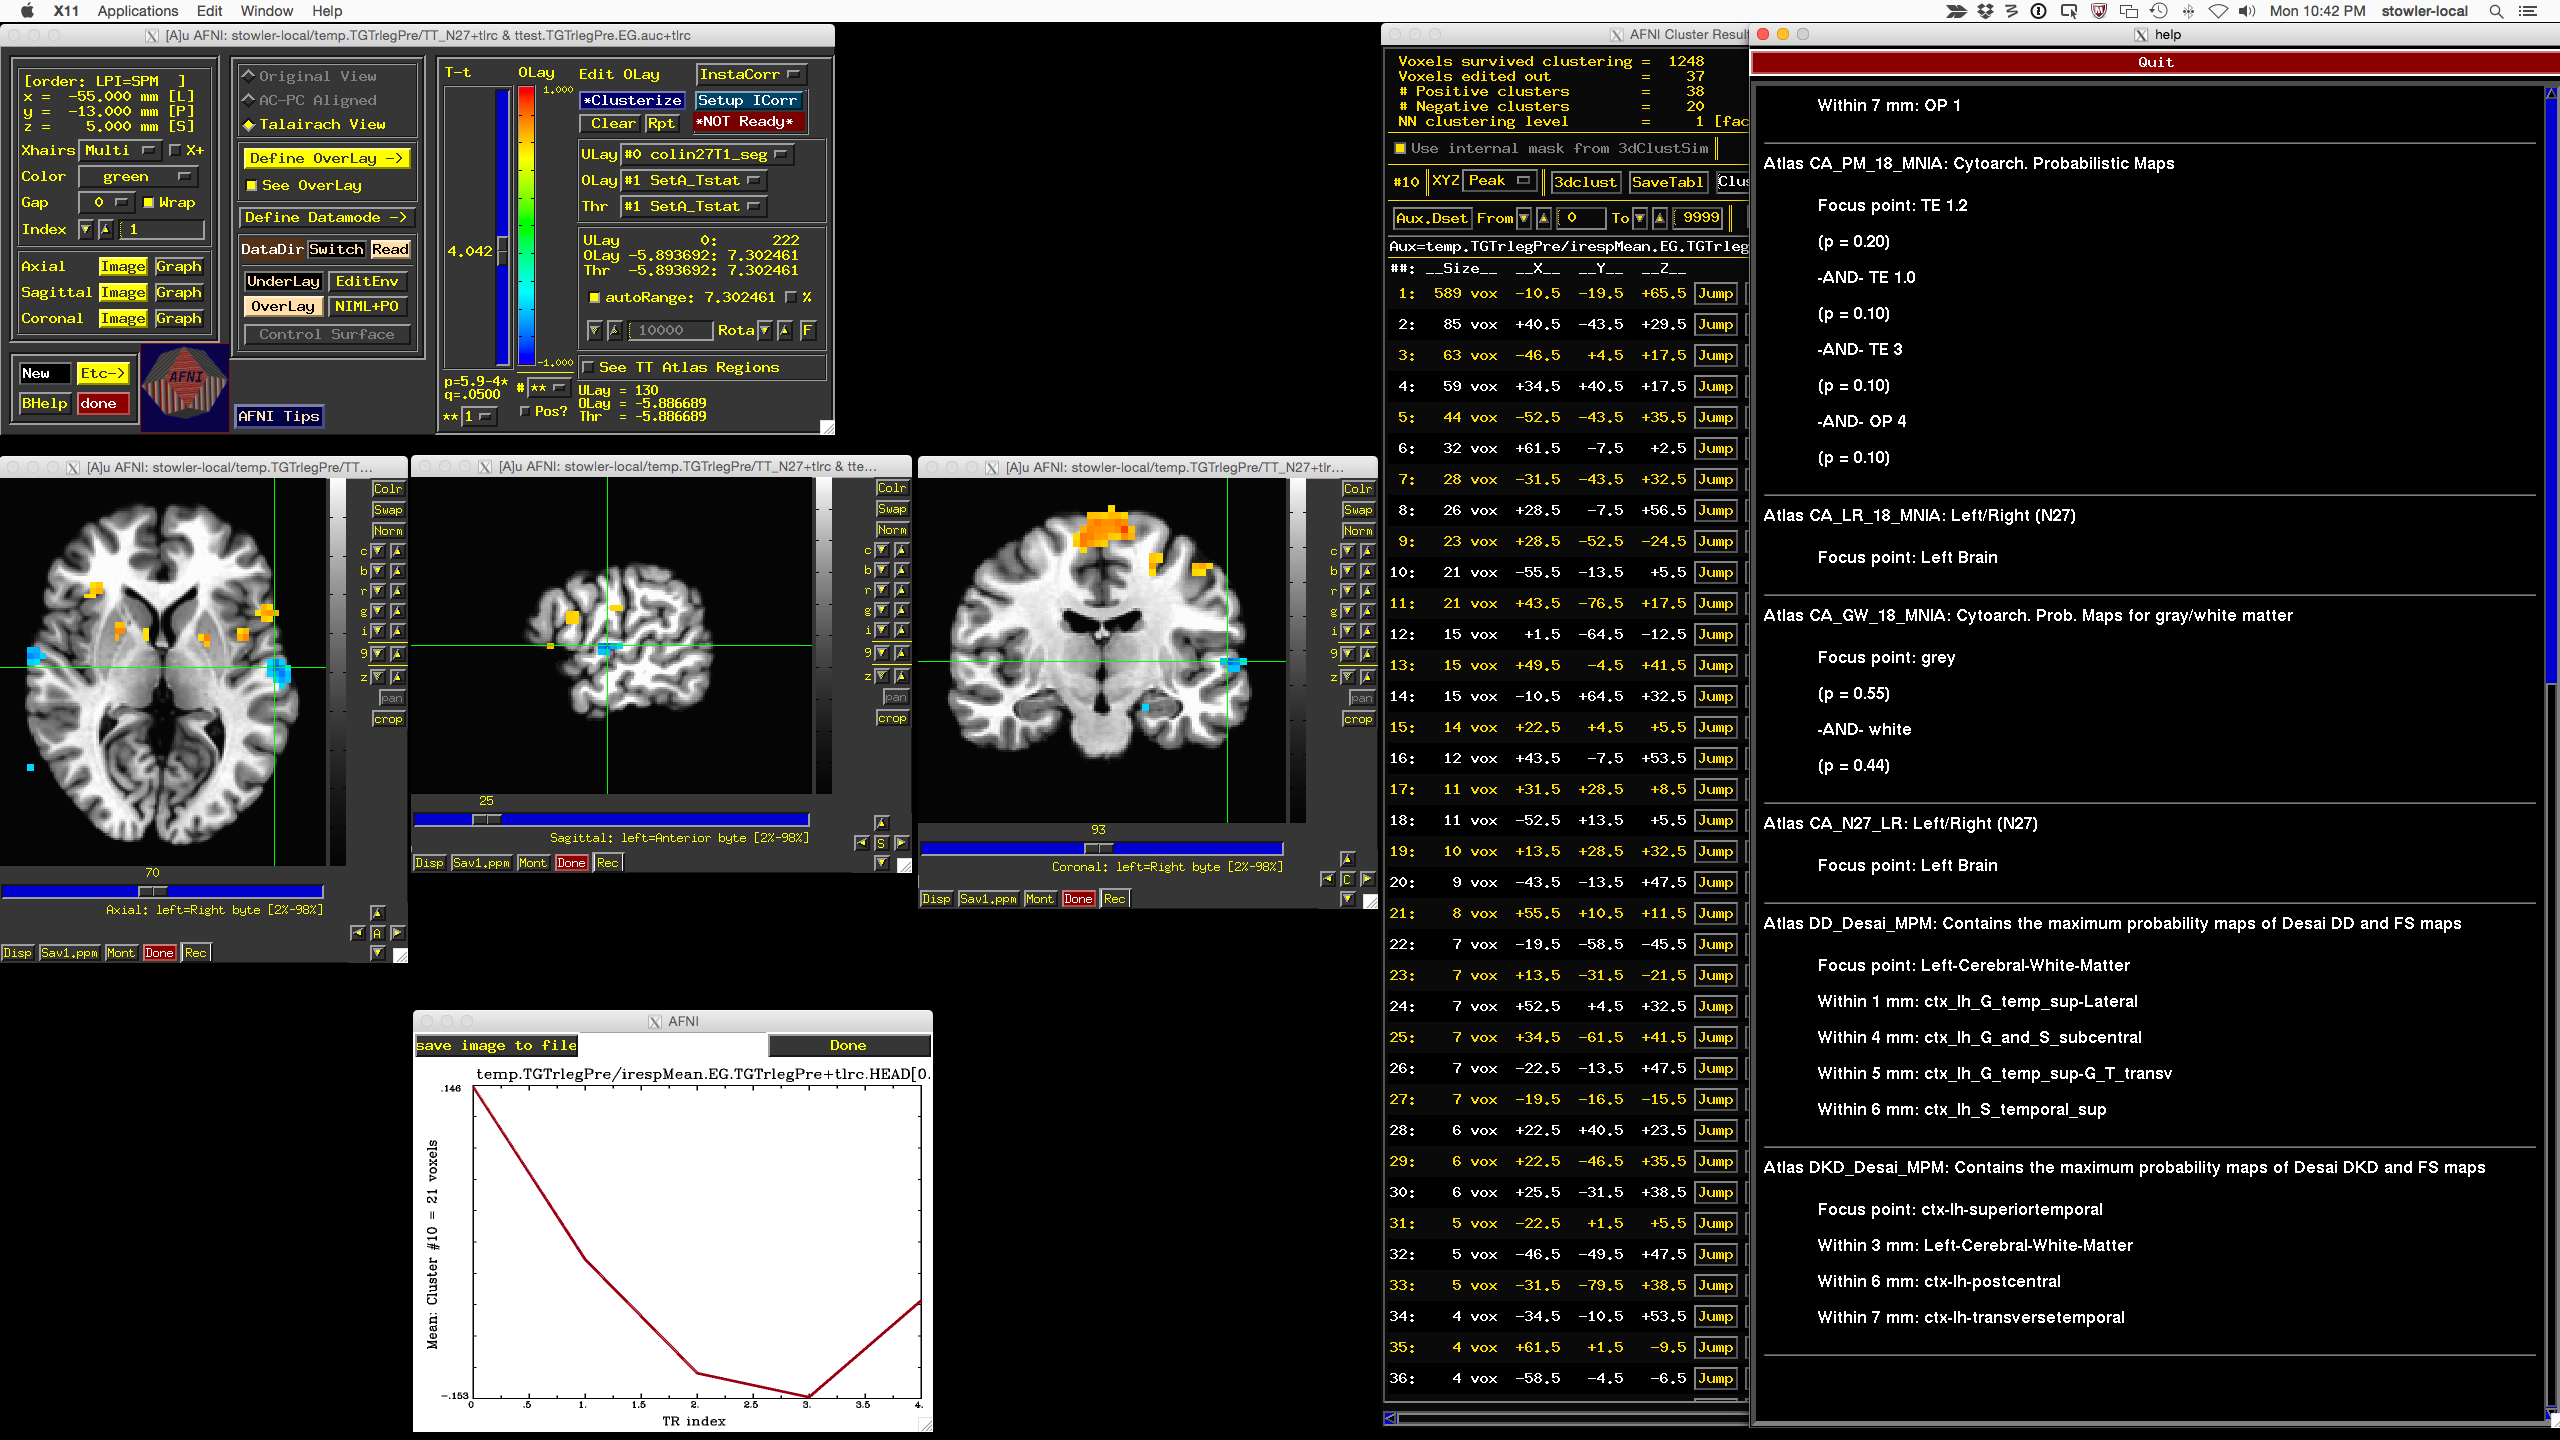 X11 Applications Edit Window Help
Mon 10:42 PM stowler-local
[A]u AFNI: stowler-local/temp.TGTrlegPre/TT_N27+tlrc & ttest.TGTrlegPre.EG.auc+tlrc
[order: LPI=SPM ]
x = -55.000 mm [L]
y = -13.000 mm [P]
z = 5.000 mm [S]
Xhairs Multi X+
Color green
Gap 0 Wrap
Index 1
Axial Image Graph
Sagittal Image Graph
Coronal Image Graph
New Etc->
BHelp done
AFNI
Original View
AC-PC Aligned
Talairach View
Define OverLay ->
See OverLay
Define Datamode ->
DataDir Switch Read
UnderLay EditEnv
OverLay NIML+PO
Control Surface
AFNI Tips
T-t
4.042
p=5.9-4*
q=.0500
** 1
OLay
1.000
-1.000
# **
Pos?
Edit OLay InstaCorr
*Clusterize Setup ICorr
Clear Rpt *NOT Ready*
ULay #0 colin27T1_seg
OLay #1 SetA_Tstat
Thr #1 SetA_Tstat
ULay 0: 222
OLay -5.893692: 7.302461
Thr -5.893692: 7.302461
autoRange: 7.302461 %
10000 Rota F
See TT Atlas Regions
ULay = 130
OLay = -5.886689
Thr = -5.886689
[A]u AFNI: stowler-local/temp.TGTrlegPre/TT...
Colr
Swap
Norm
c
b
r
g
i
9
z
pan
crop
70
Axial: left=Right byte [2%-98%]
A
Disp Sav1.ppm Mont Done Rec
[A]u AFNI: stowler-local/temp.TGTrlegPre/TT_N27+tlrc & tte...
Colr
Swap
Norm
c
b
r
g
i
9
z
pan
crop
25
Sagittal: left=Anterior byte [2%-98%]
S
Disp Sav1.ppm Mont Done Rec
[A]u AFNI: stowler-local/temp.TGTrlegPre/TT_N27+tlr...
Colr
Swap
Norm
c
b
r
g
i
9
z
pan
crop
93
Coronal: left=Right byte [2%-98%]
C
Disp Sav1.ppm Mont Done Rec
AFNI
save image to file Done
temp.TGTrlegPre/irespMean.EG.TGTrlegPre+tlrc.HEAD[0.
.146
Mean: Cluster #10 = 21 voxels
-.153
0 .5 1. 1.5 2. 2.5 3. 3.5 4.
TR index
AFNI Cluster Result
Voxels survived clustering = 1248
Voxels edited out = 37
# Positive clusters = 38
# Negative clusters = 20
NN clustering level = 1 [fac
Use internal mask from 3dClustSim
#10 XYZ Peak 3dclust SaveTabl Clus
Aux.Dset From 0 To 9999
Aux=temp.TGTrlegPre/irespMean.EG.TGTrleg
##: __Size__ __X__ __Y__ __Z__
1: 589 vox -10.5 -19.5 +65.5 Jump
2: 85 vox +40.5 -43.5 +29.5 Jump
3: 63 vox -46.5 +4.5 +17.5 Jump
4: 59 vox +34.5 +40.5 +17.5 Jump
5: 44 vox -52.5 -43.5 +35.5 Jump
6: 32 vox +61.5 -7.5 +2.5 Jump
7: 28 vox -31.5 -43.5 +32.5 Jump
8: 26 vox +28.5 -7.5 +56.5 Jump
9: 23 vox +28.5 -52.5 -24.5 Jump
10: 21 vox -55.5 -13.5 +5.5 Jump
11: 21 vox +43.5 -76.5 +17.5 Jump
12: 15 vox +1.5 -64.5 -12.5 Jump
13: 15 vox +49.5 -4.5 +41.5 Jump
14: 15 vox -10.5 +64.5 +32.5 Jump
15: 14 vox +22.5 +4.5 +5.5 Jump
16: 12 vox +43.5 -7.5 +53.5 Jump
17: 11 vox +31.5 +28.5 +8.5 Jump
18: 11 vox -52.5 +13.5 +5.5 Jump
19: 10 vox +13.5 +28.5 +32.5 Jump
20: 9 vox -43.5 -13.5 +47.5 Jump
21: 8 vox +55.5 +10.5 +11.5 Jump
22: 7 vox -19.5 -58.5 -45.5 Jump
23: 7 vox +13.5 -31.5 -21.5 Jump
24: 7 vox +52.5 +4.5 +32.5 Jump
25: 7 vox +34.5 -61.5 +41.5 Jump
26: 7 vox -22.5 -13.5 +47.5 Jump
27: 7 vox -19.5 -16.5 -15.5 Jump
28: 6 vox +22.5 +40.5 +23.5 Jump
29: 6 vox +22.5 -46.5 +35.5 Jump
30: 6 vox +25.5 -31.5 +38.5 Jump
31: 5 vox -22.5 +1.5 +5.5 Jump
32: 5 vox -46.5 -49.5 +47.5 Jump
33: 5 vox -31.5 -79.5 +38.5 Jump
34: 4 vox -34.5 -10.5 +53.5 Jump
35: 4 vox +61.5 +1.5 -9.5 Jump
36: 4 vox -58.5 -4.5 -6.5 Jump
help
Quit
Within 7 mm: OP 1
Atlas CA_PM_18_MNIA: Cytoarch. Probabilistic Maps
Focus point: TE 1.2
(p = 0.20)
-AND- TE 1.0
(p = 0.10)
-AND- TE 3
(p = 0.10)
-AND- OP 4
(p = 0.10)
Atlas CA_LR_18_MNIA: Left/Right (N27)
Focus point: Left Brain
Atlas CA_GW_18_MNIA: Cytoarch. Prob. Maps for gray/white matter
Focus point: grey
(p = 0.55)
-AND- white
(p = 0.44)
Atlas CA_N27_LR: Left/Right (N27)
Focus point: Left Brain
Atlas DD_Desai_MPM: Contains the maximum probability maps of Desai DD and FS maps
Focus point: Left-Cerebral-White-Matter
Within 1 mm: ctx_lh_G_temp_sup-Lateral
Within 4 mm: ctx_lh_G_and_S_subcentral
Within 5 mm: ctx_lh_G_temp_sup-G_T_transv
Within 6 mm: ctx_lh_S_temporal_sup
Atlas DKD_Desai_MPM: Contains the maximum probability maps of Desai DKD and FS maps
Focus point: ctx-lh-superiortemporal
Within 3 mm: Left-Cerebral-White-Matter
Within 6 mm: ctx-lh-postcentral
Within 7 mm: ctx-lh-transversetemporal